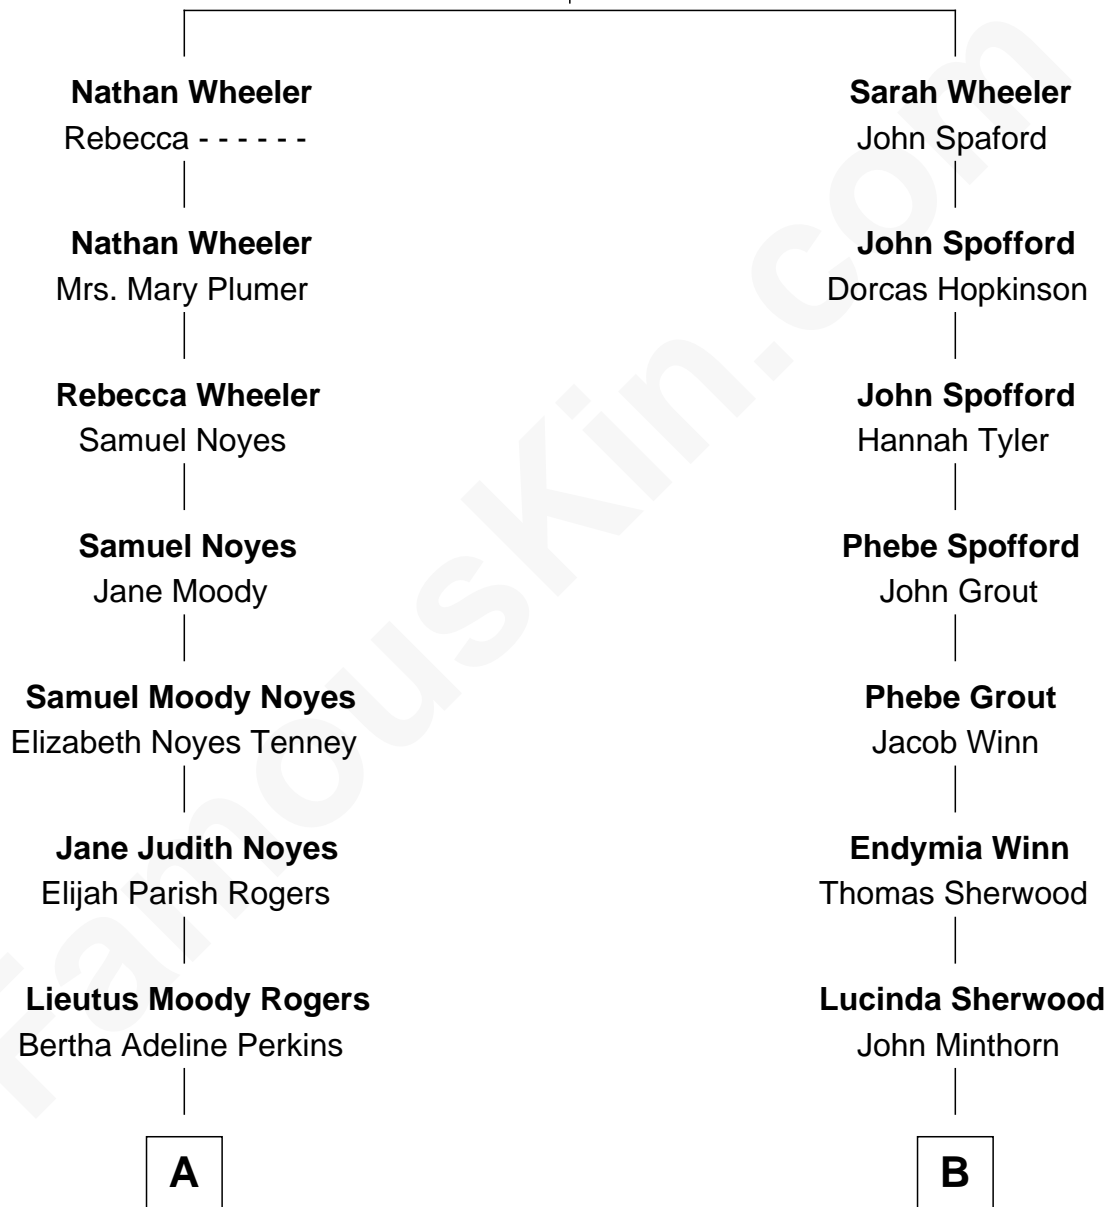 Nathan Wheeler
Rebecca - - - - - -
Nathan Wheeler
Mrs. Mary Plumer
Rebecca Wheeler
Samuel Noyes
Samuel Noyes
Jane Moody
Samuel Moody Noyes
Elizabeth Noyes Tenney
Jane Judith Noyes
Elijah Parish Rogers
Lieutus Moody Rogers
Bertha Adeline Perkins
A
Sarah Wheeler
John Spaford
John Spofford
Dorcas Hopkinson
John Spofford
Hannah Tyler
Phebe Spofford
John Grout
Phebe Grout
Jacob Winn
Endymia Winn
Thomas Sherwood
Lucinda Sherwood
John Minthorn
B
FamousKin.com